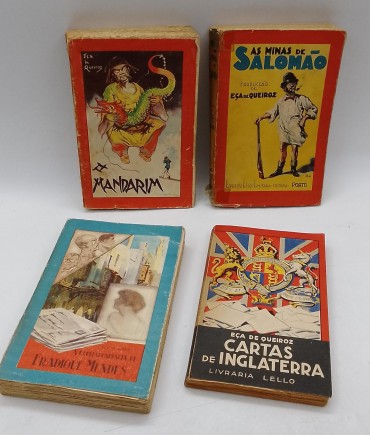 EÇA
DE
QUEIROZ
O
MANDARIM
AS MINAS DE
SALOMÃO
EÇA DE QUEIROZ
PORTO
A CORRESPONDENCIA DE
FRADIQUE MENDES
EÇA DE QUEIROZ
CARTAS
DE INGLATERRA
LIVRARIA LÉLLO